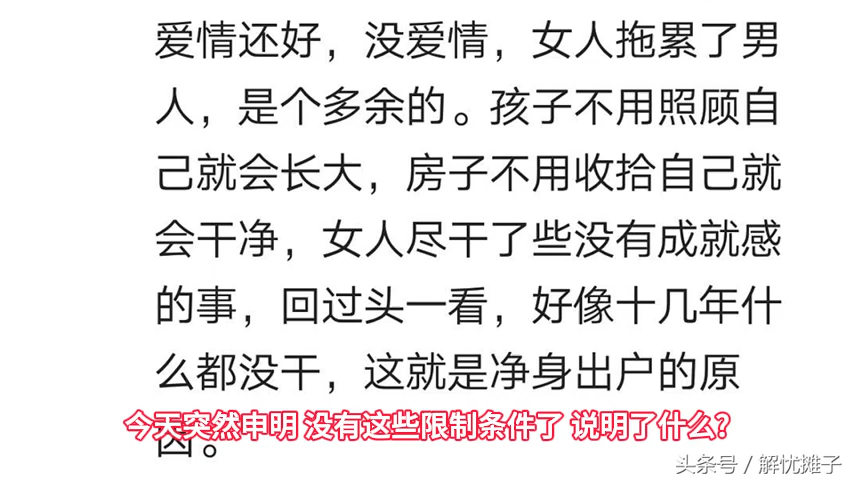 爱情还好，没爱情，女人拖累了男
人，是个多余的。孩子不用照顾自
己就会长大，房子不用收拾自己就
会干净，女人尽干了些没有成就感
的事，回过头一看，好像十几年什
么都没干，这就是净身出户的原
今天突然申明 没有这些限制条件了 说明了什么?
因。
头条号 / 解忧摊子